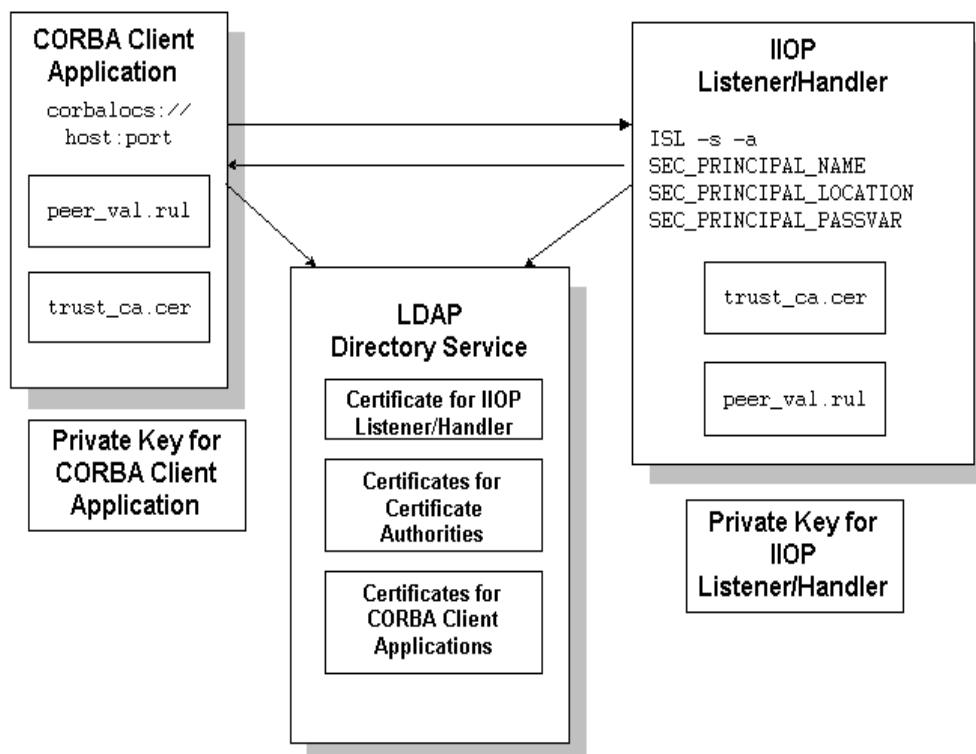 CORBA Client
Application
corbalocs://
host:port
peer_val.rul
trust_ca.cer
Private Key for
CORBA Client
Application
IIOP
Listener/Handler
ISL -s -a
SEC_PRINCIPAL_NAME
SEC_PRINCIPAL_LOCATION
SEC_PRINCIPAL_PASSVAR
trust_ca.cer
peer_val.rul
Private Key for
IIOP
Listener/Handler
LDAP
Directory Service
Certificate for IIOP
Listener/Handler
Certificates for
Certificate
Authorities
Certificates for
CORBA Client
Applications